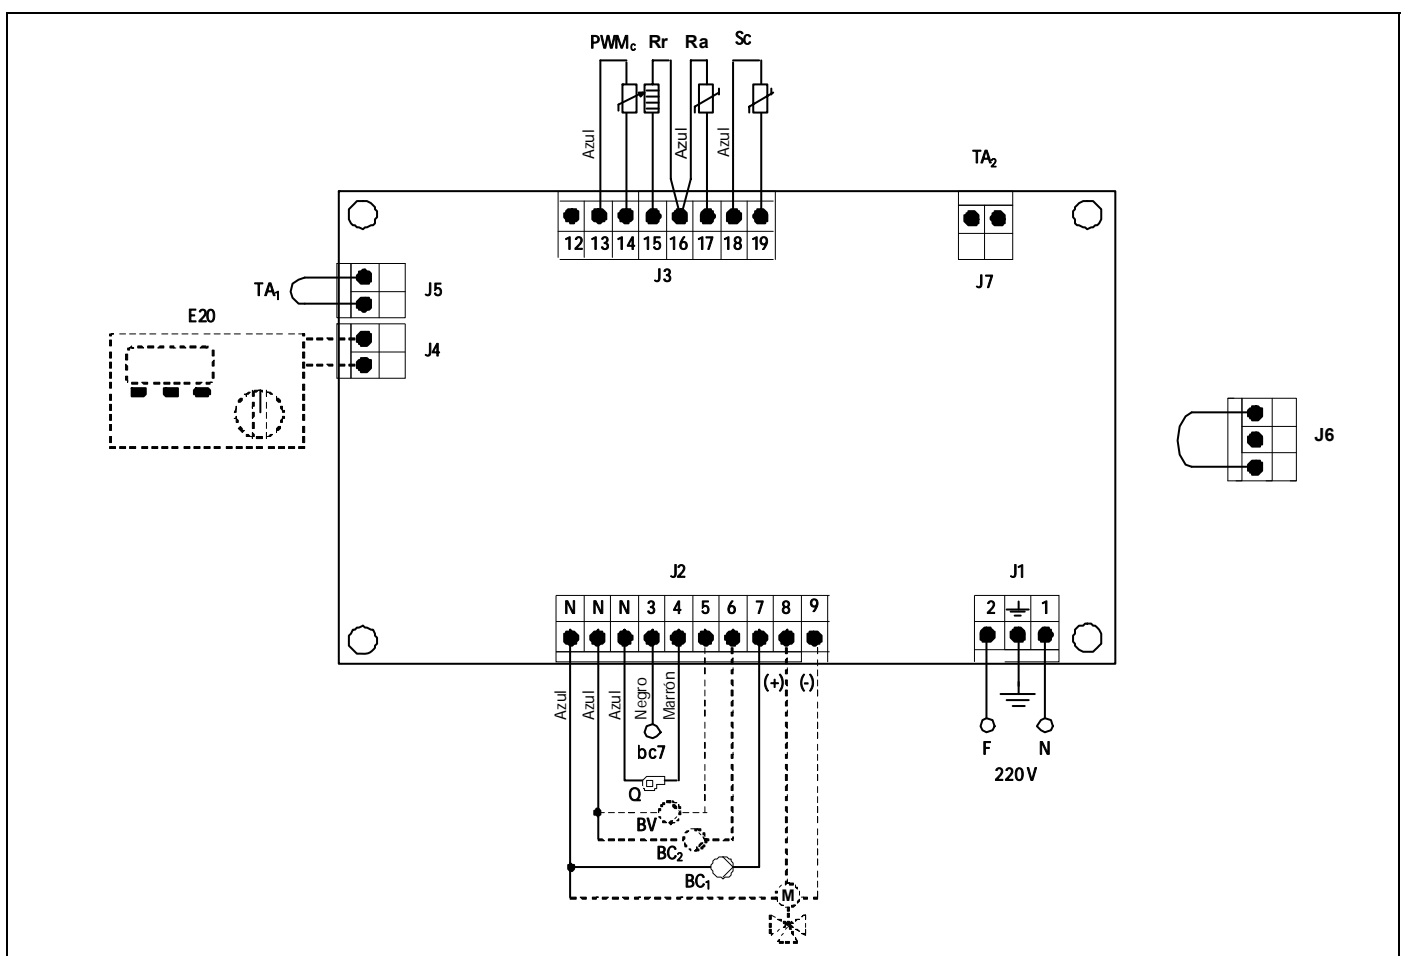 PWMc Rr Ra Sc
Azul Azul Azul
TA2
12 13 14 15 16 17 18 19
J3
J7
TA1
J5
E20
J4
J6
J2
J1
N N N 3 4 5 6 7 8 9
2 1
Azul Azul Azul Negro Marrón (+) (-)
bc7
F N
220 V
Q
BV
BC2
BC1
M